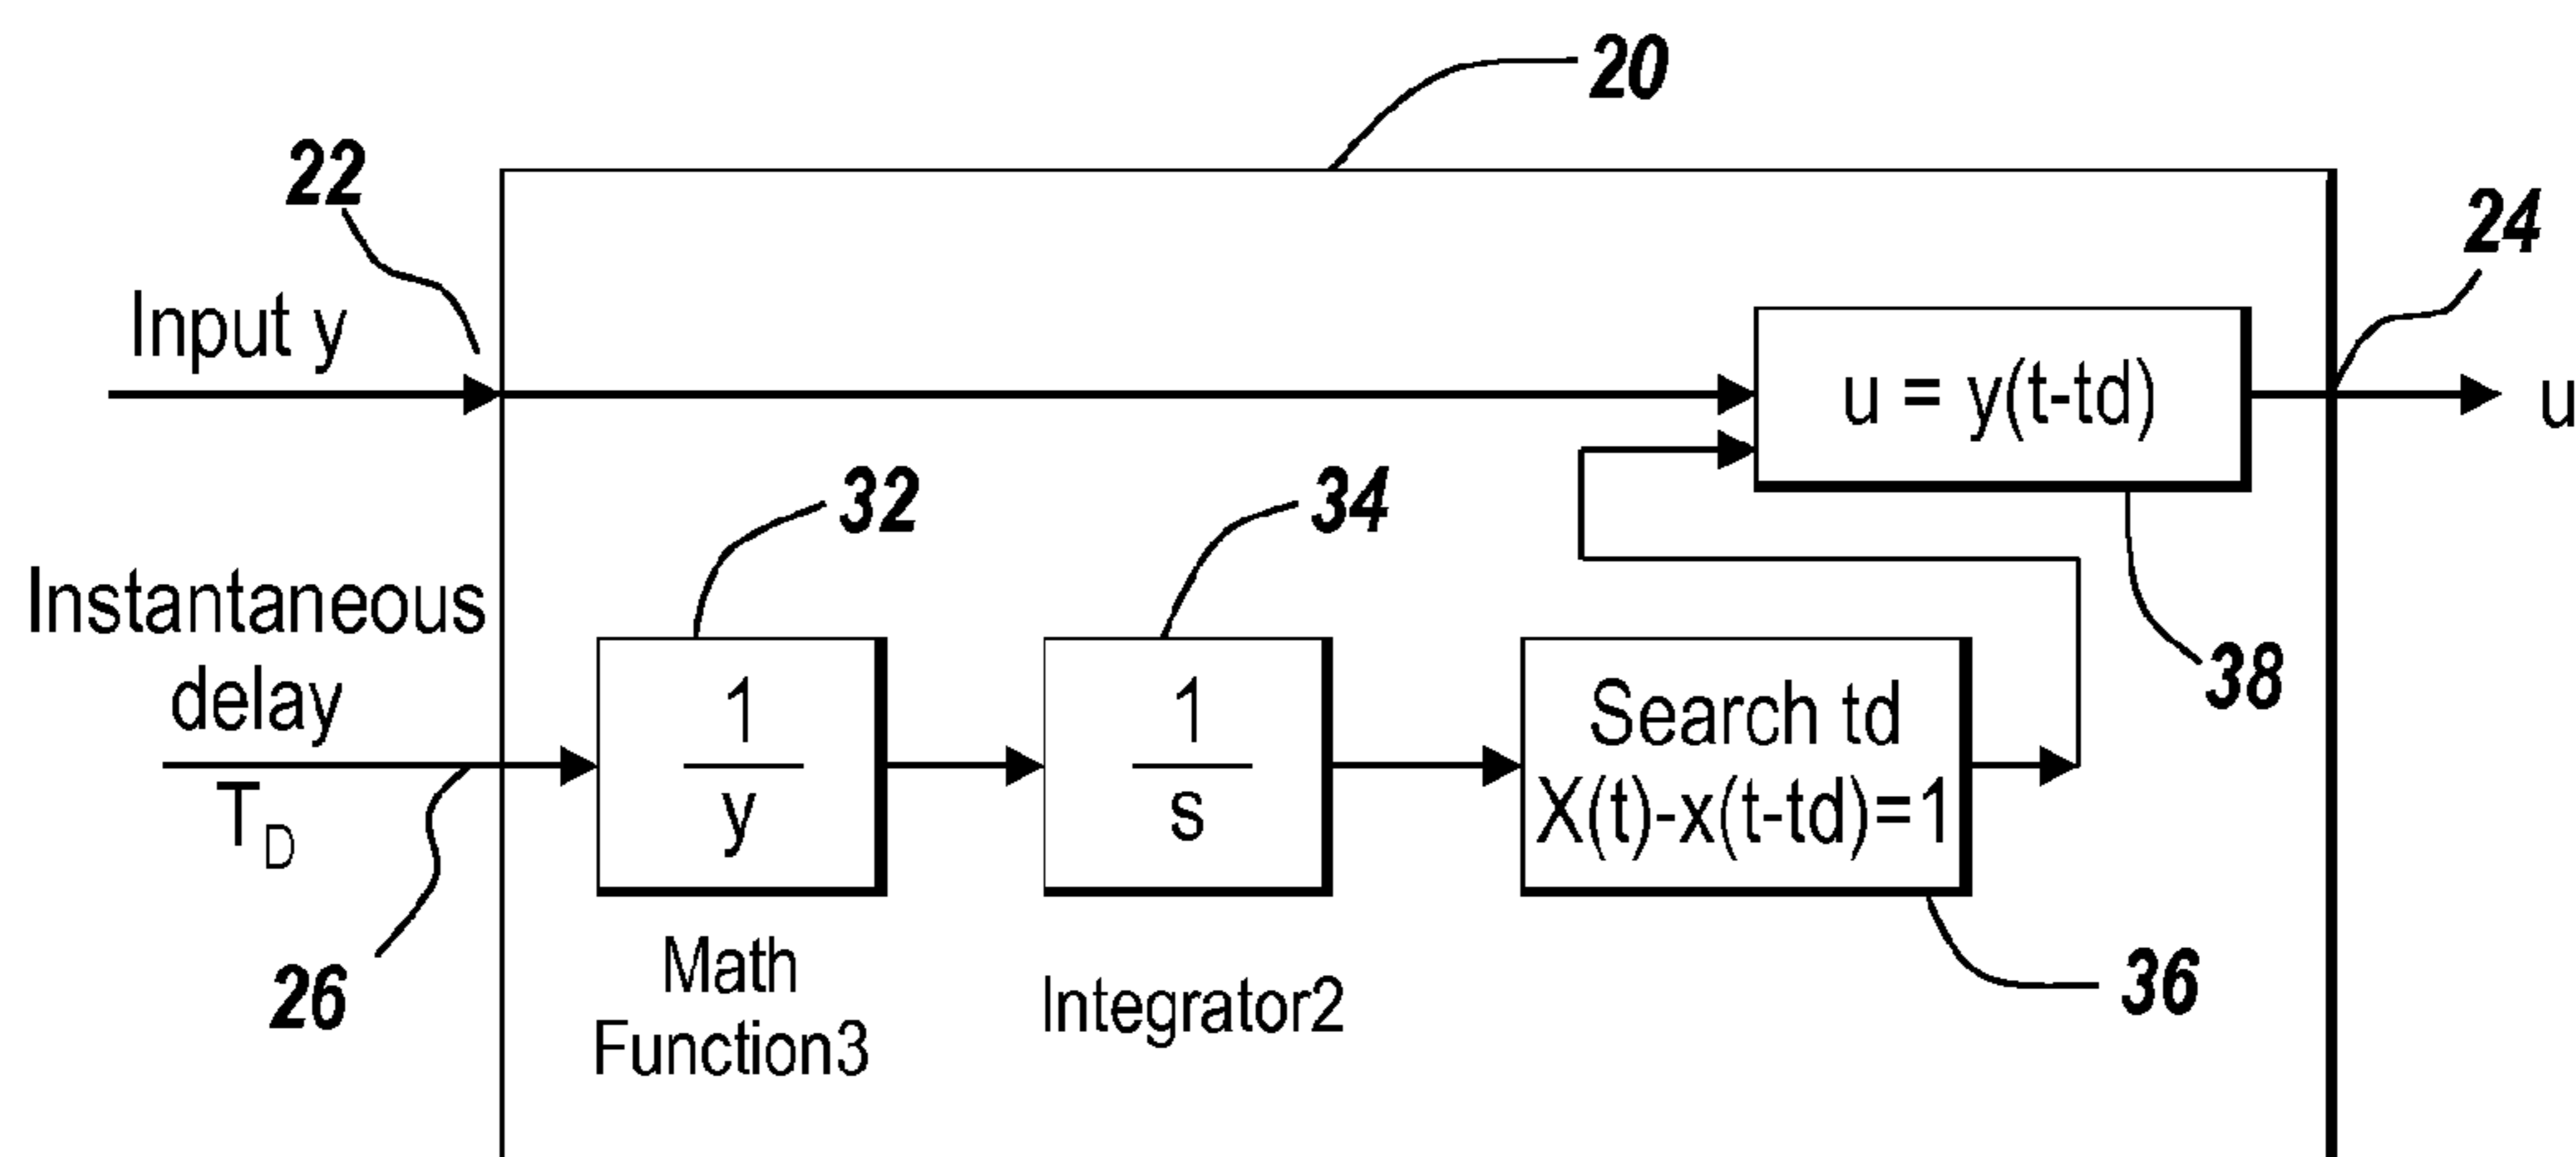 20
22
24
Input y
u = y(t-td)
u
32
34
Instantaneous
delay
T_D
38
1
y
1
s
Search td
X(t)-x(t-td)=1
26
Math
Function3
Integrator2
36